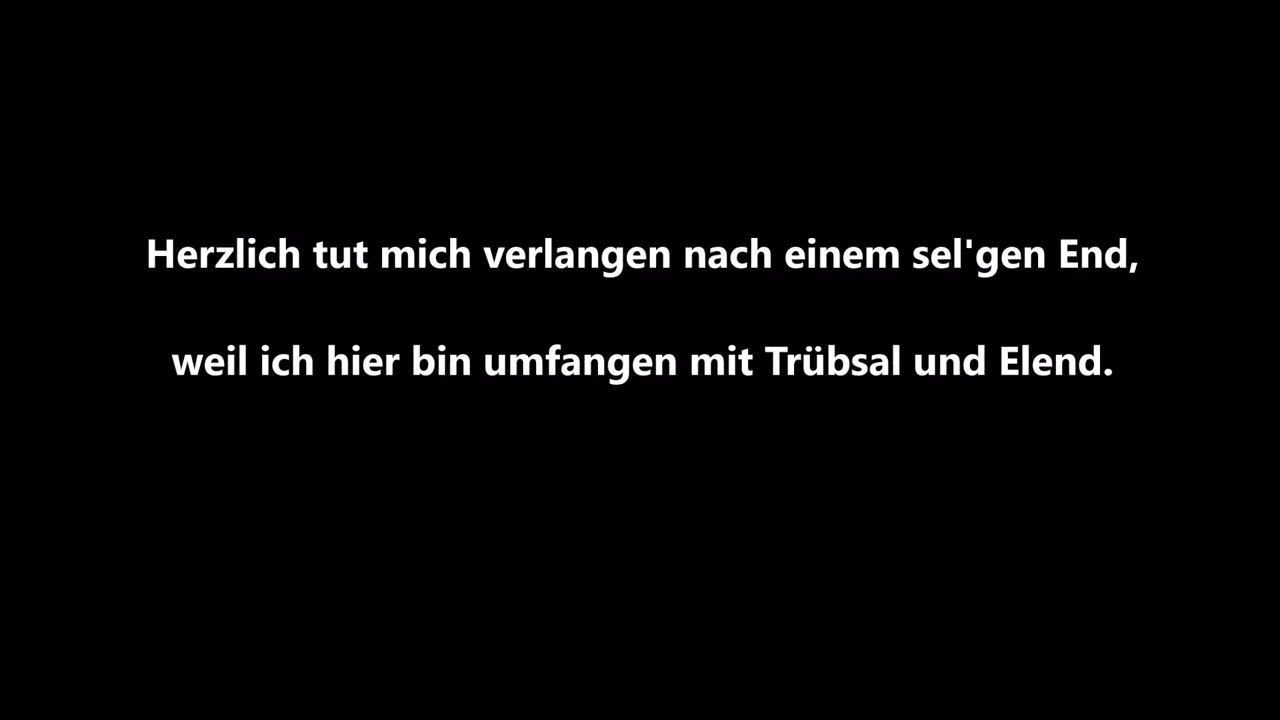 Herzlich tut mich verlangen nach einem sel'gen End,
weil ich hier bin umfangen mit Trübsal und Elend.